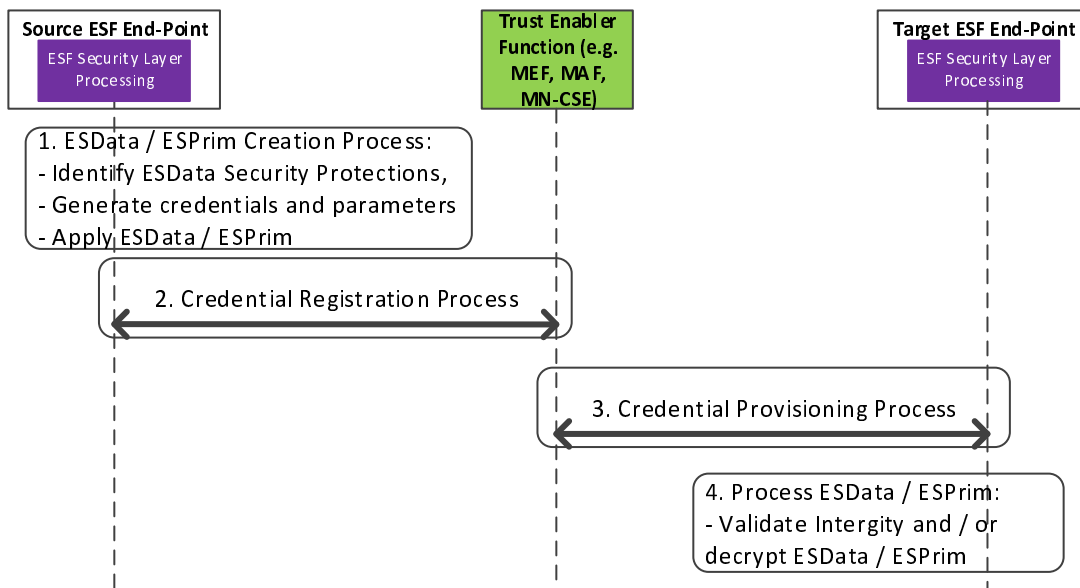 Source ESF End-Point
ESF Security Layer
Processing
Trust Enabler
Function (e.g.
MEF, MAF,
MN-CSE)
Target ESF End-Point
ESF Security Layer
Processing
1. ESData / ESPrim Creation Process:
- Identify ESData Security Protections,
- Generate credentials and parameters
- Apply ESData / ESPrim
2. Credential Registration Process
3. Credential Provisioning Process
4. Process ESData / ESPrim:
- Validate Intergity and / or
decrypt ESData / ESPrim